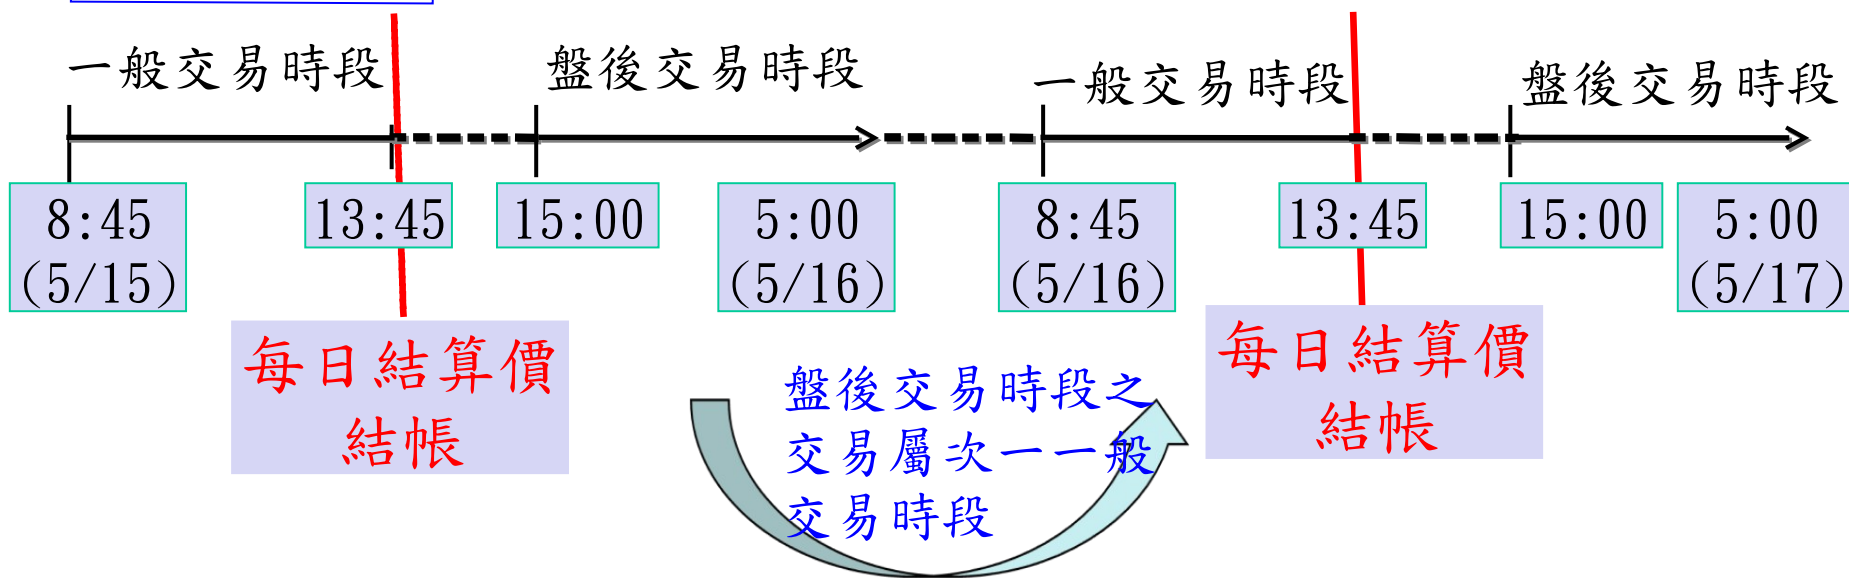 一般交易時段
盤後交易時段
一般交易時段
盤後交易時段
8:45
(5/15)
13:45
15:00
5:00
(5/16)
8:45
(5/16)
13:45
15:00
5:00
(5/17)
每日結算價
結帳
盤後交易時段之
交易屬次一一般
交易時段
每日結算價
結帳